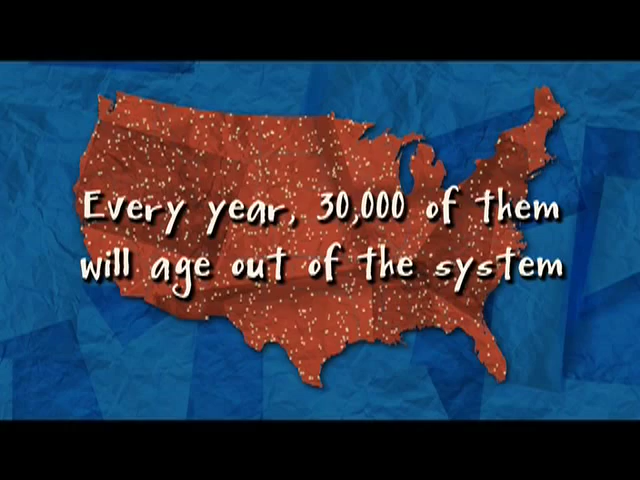 Every year, 30,000 of them
will age out of the system